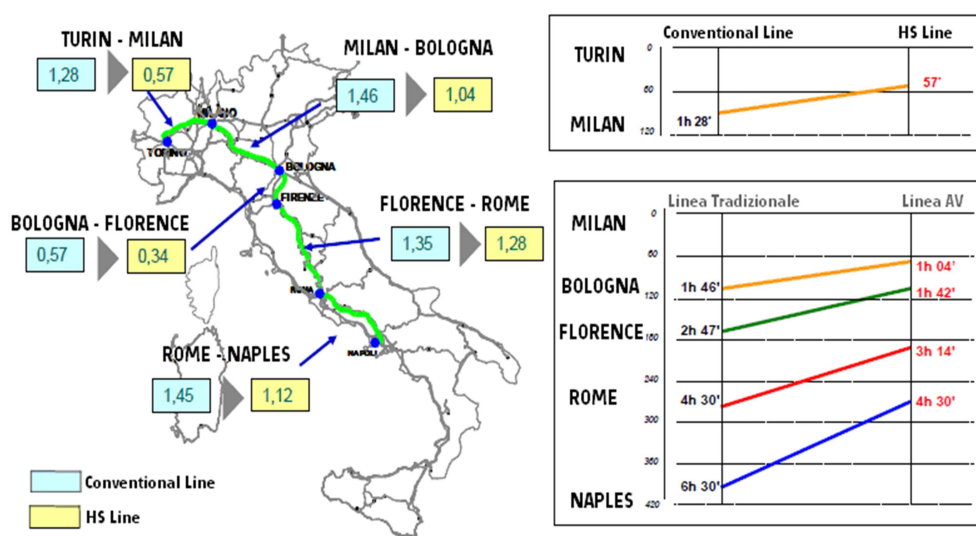 TURIN - MILAN
1,28
0,57
MILAN - BOLOGNA
1,46
1,04
TORINO
BOLOGNA
FIRENZE
BOLOGNA - FLORENCE
0,57
0,34
FLORENCE - ROME
1,35
1,28
ROME - NAPLES
1,45
1,12
NAPOLI
Conventional Line
HS Line
Conventional Line
HS Line
TURIN
0
57'
60
MILAN
1h 28'
120
Linea Tradizionale
Linea AV
MILAN
0
60
1h 04'
BOLOGNA
1h 46'
1h 42'
120
FLORENCE
2h 47'
180
3h 14'
240
ROME
4h 30'
4h 30'
300
360
6h 30'
NAPLES
420